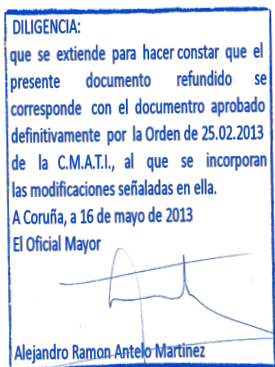 DILIGENCIA:
que se extiende para hacer constar que el
presente documento refundido se
corresponde con el documentro aprobado
definitivamente por la Orden de 25.02.2013
de la C.M.A.T.I., al que se incorporan
las modificaciones señaladas en ella.
A Coruña, a 16 de mayo de 2013
El Oficial Mayor
Alejandro Ramon Antelo Martinez